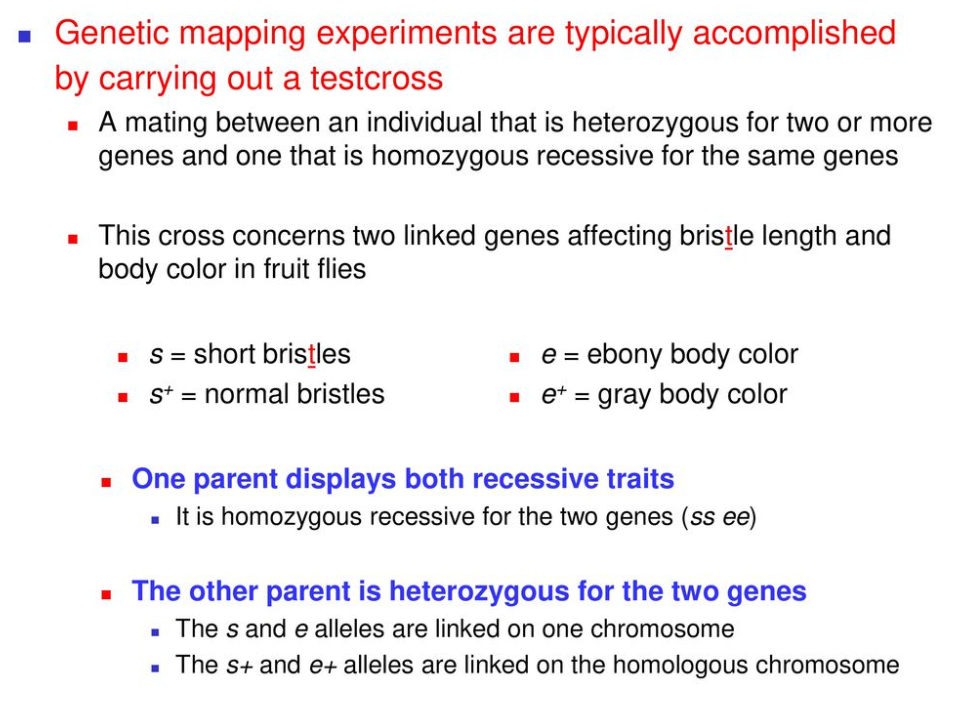 Genetic mapping experiments are typically accomplished
by carrying out a testcross
A mating between an individual that is heterozygous for two or more
genes and one that is homozygous recessive for the same genes
This cross concerns two linked genes affecting bristle length and
body color in fruit flies
s = short bristles
s+ = normal bristles
e = ebony body color
e+ = gray body color
One parent displays both recessive traits
It is homozygous recessive for the two genes (ss ee)
The other parent is heterozygous for the two genes
The s and e alleles are linked on one chromosome
The s+ and e+ alleles are linked on the homologous chromosome